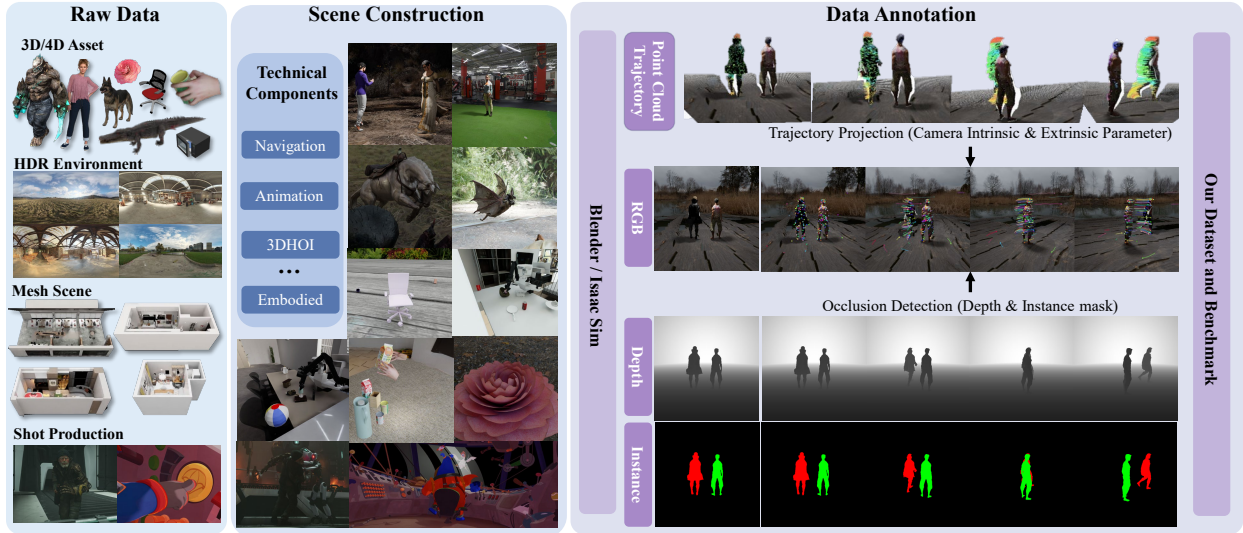 Raw Data
3D/4D Asset
HDR Environment
Mesh Scene
Shot Production
Scene Construction
Technical
Components
Navigation
Animation
3DHOI
...
Embodied
Data Annotation
Blender / Isaac Sim
Point Cloud
Trajectory
Trajectory Projection (Camera Intrinsic & Extrinsic Parameter)
RGB
Occlusion Detection (Depth & Instance mask)
Depth
Instance
Our Dataset and Benchmark